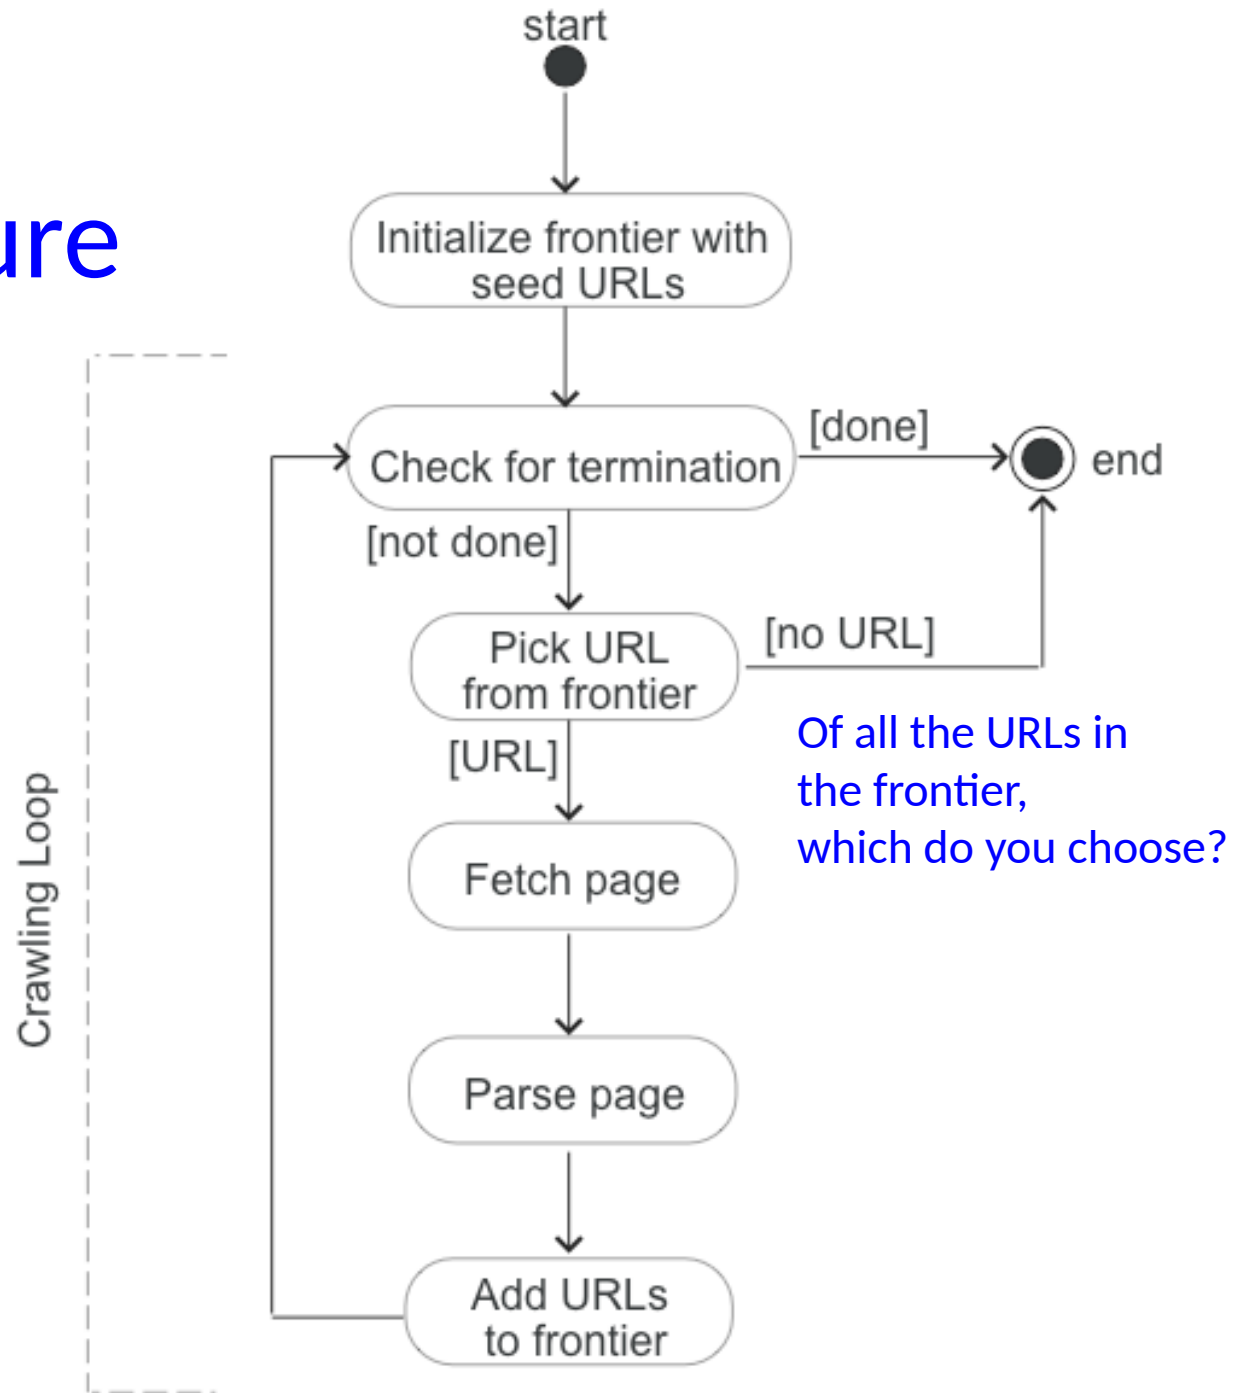 start
ure
Initialize frontier with
seed URLs
[done]
Check for termination
end
[not done]
Pick URL
from frontier
[no URL]
[URL]
Of all the URLs in
the frontier,
which do you choose?
Crawling Loop
Fetch page
Parse page
Add URLs
to frontier